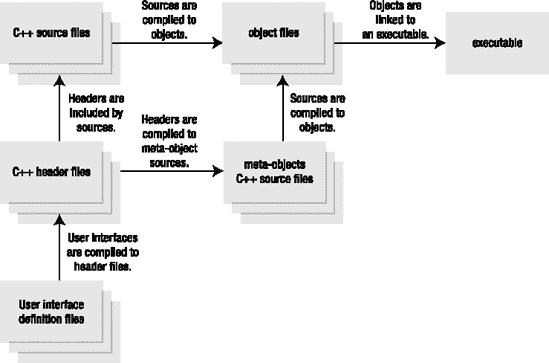 Sources are
compiled to
objects.
Objects are
linked to
an executable.
C++ source files
object files
executable
Headers are
included by
sources.
Headers are
compiled to
meta-object
sources.
Sources are
compiled to
objects.
C++ header files
meta-objects
C++ source files
User interfaces
are compiled to
header files.
User interface
definition files